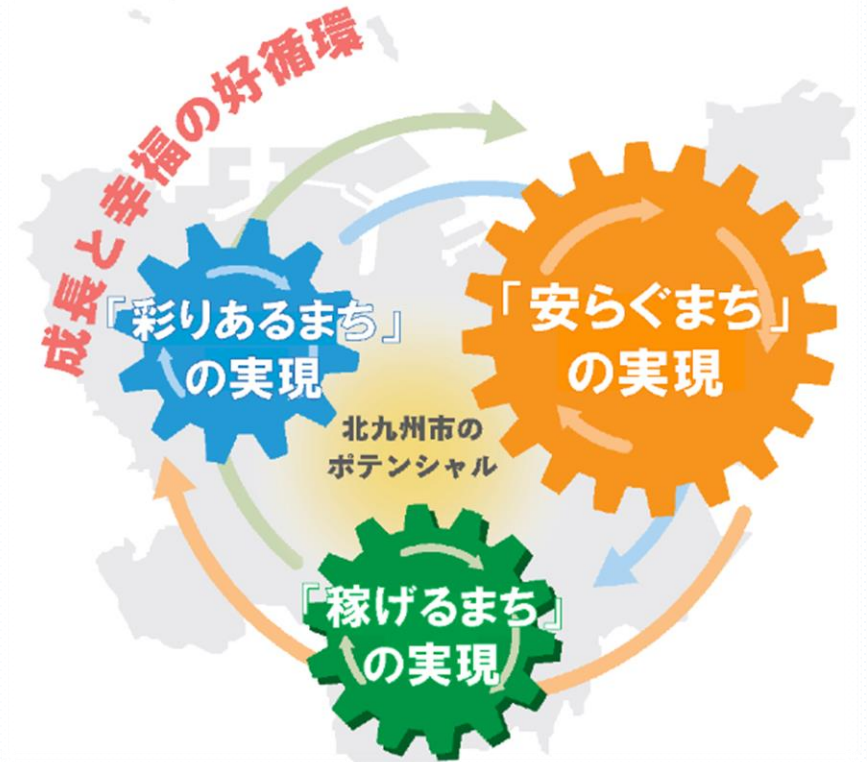 成長と幸福の好循環
『彩りあるまち』
の実現
「安らぐまち」
の実現
北九州市の
ポテンシャル
『稼げるまち』
の実現